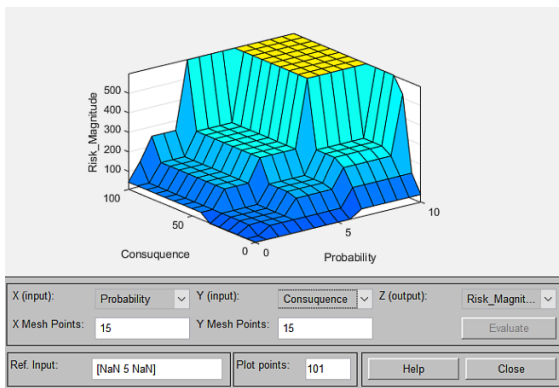 500
400
300
200
100
Risk_Magnitude
100
50
0
Consuquence
0
5
10
Probability
X (input):
Probability
Y (input):
Consuquence
Z (output):
Risk_Magnit...
X Mesh Points:
15
Y Mesh Points:
15
Evaluate
Ref. Input:
[NaN 5 NaN]
Plot points:
101
Help
Close